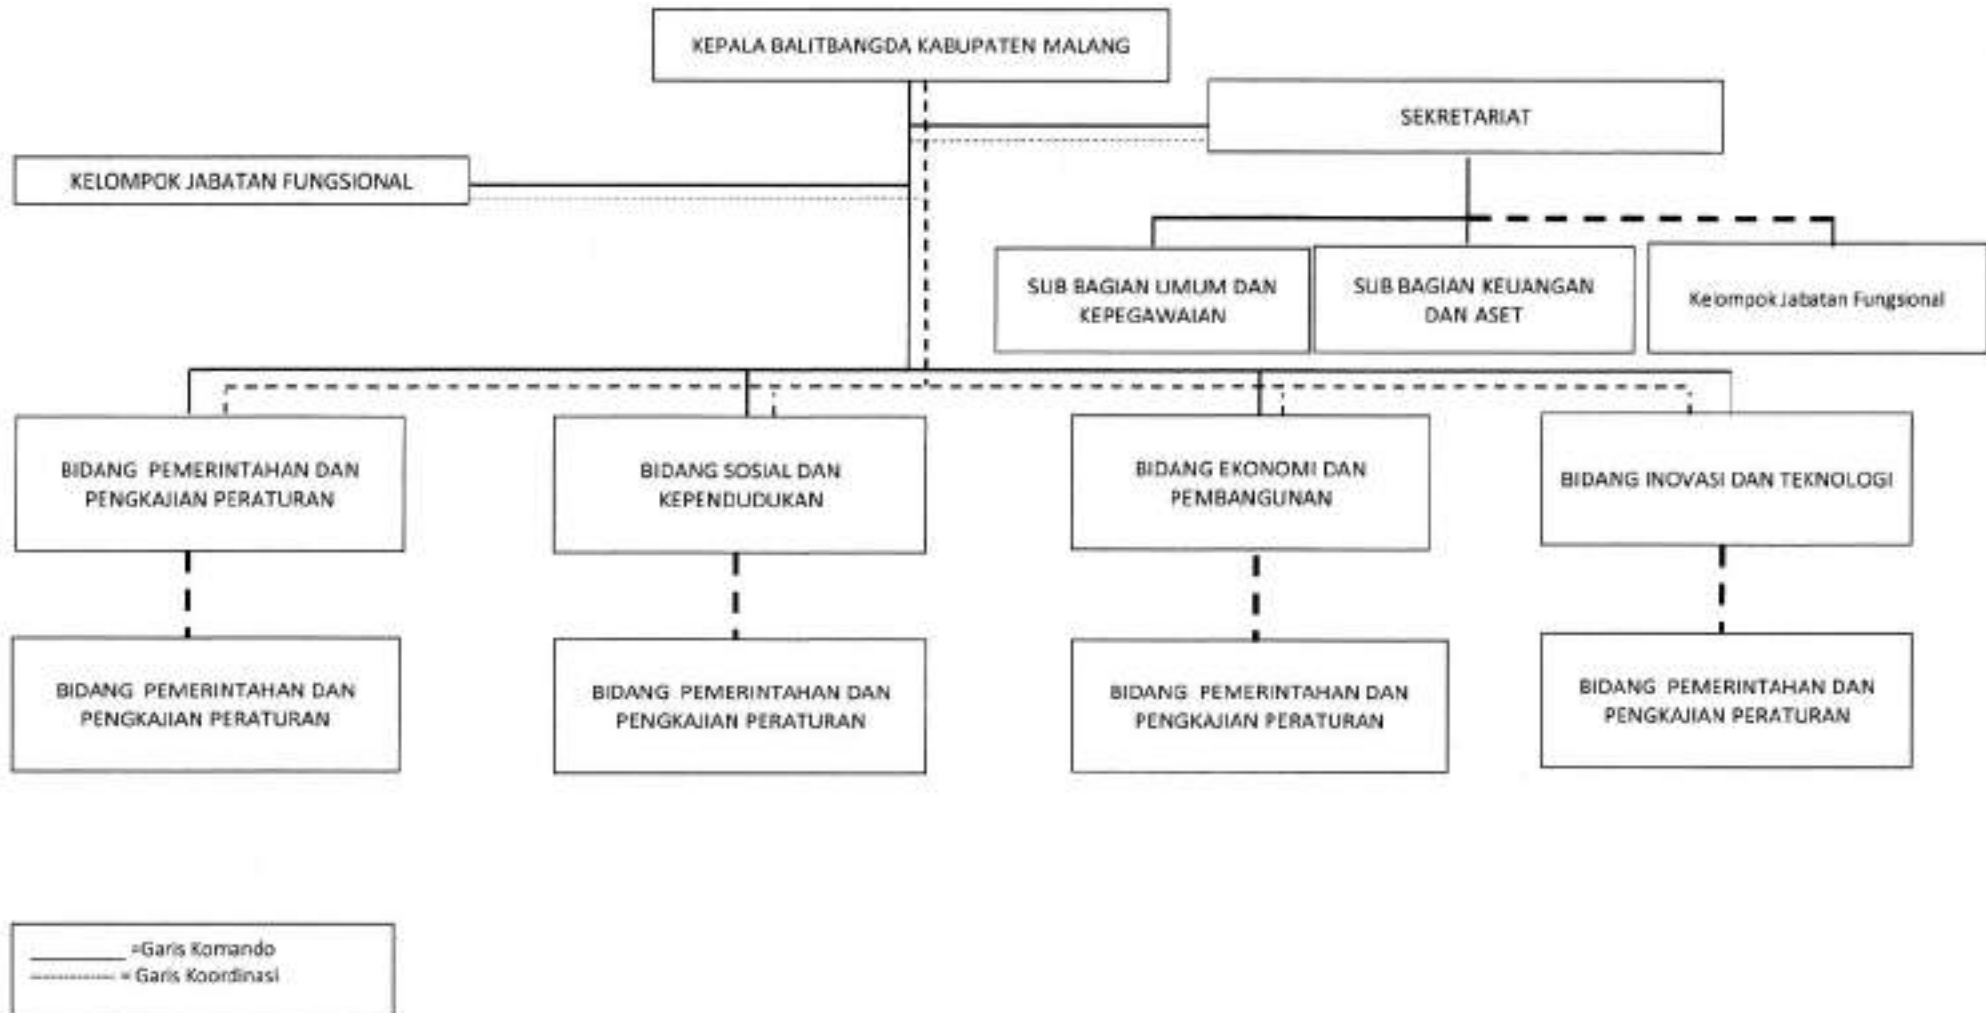 KEPALA BALITBANGDA KABUPATEN MALANG
SEKRETARIAT
KELOMPOK JABATAN FUNGSIONAL
SUB BAGIAN UMUM DAN
KEPEGAWAIAN
SUB BAGIAN KEUANGAN
DAN ASET
Kelompok Jabatan Fungsional
BIDANG PEMERINTAHAN DAN
PENGKAJIAN PERATURAN
BIDANG SOSIAL DAN
KEPENDUDUKAN
BIDANG EKONOMI DAN
PEMBANGUNAN
BIDANG INOVASI DAN TEKNOLOGI
BIDANG PEMERINTAHAN DAN
PENGKAJIAN PERATURAN
BIDANG PEMERINTAHAN DAN
PENGKAJIAN PERATURAN
BIDANG PEMERINTAHAN DAN
PENGKAJIAN PERATURAN
BIDANG PEMERINTAHAN DAN
PENGKAJIAN PERATURAN
=Garis Komando
= Garis Koordinasi